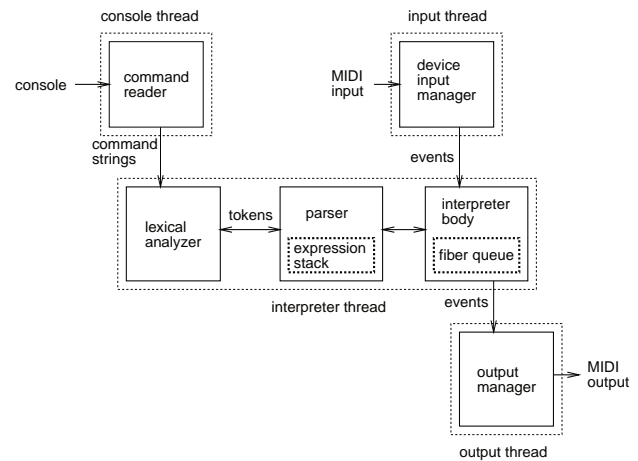 console thread
input thread
console
command
reader
MIDI
input
device
input
manager
command
strings
events
lexical
analyzer
tokens
parser
expression
stack
interpreter
body
fiber queue
interpreter thread
events
output
manager
MIDI
output
output thread